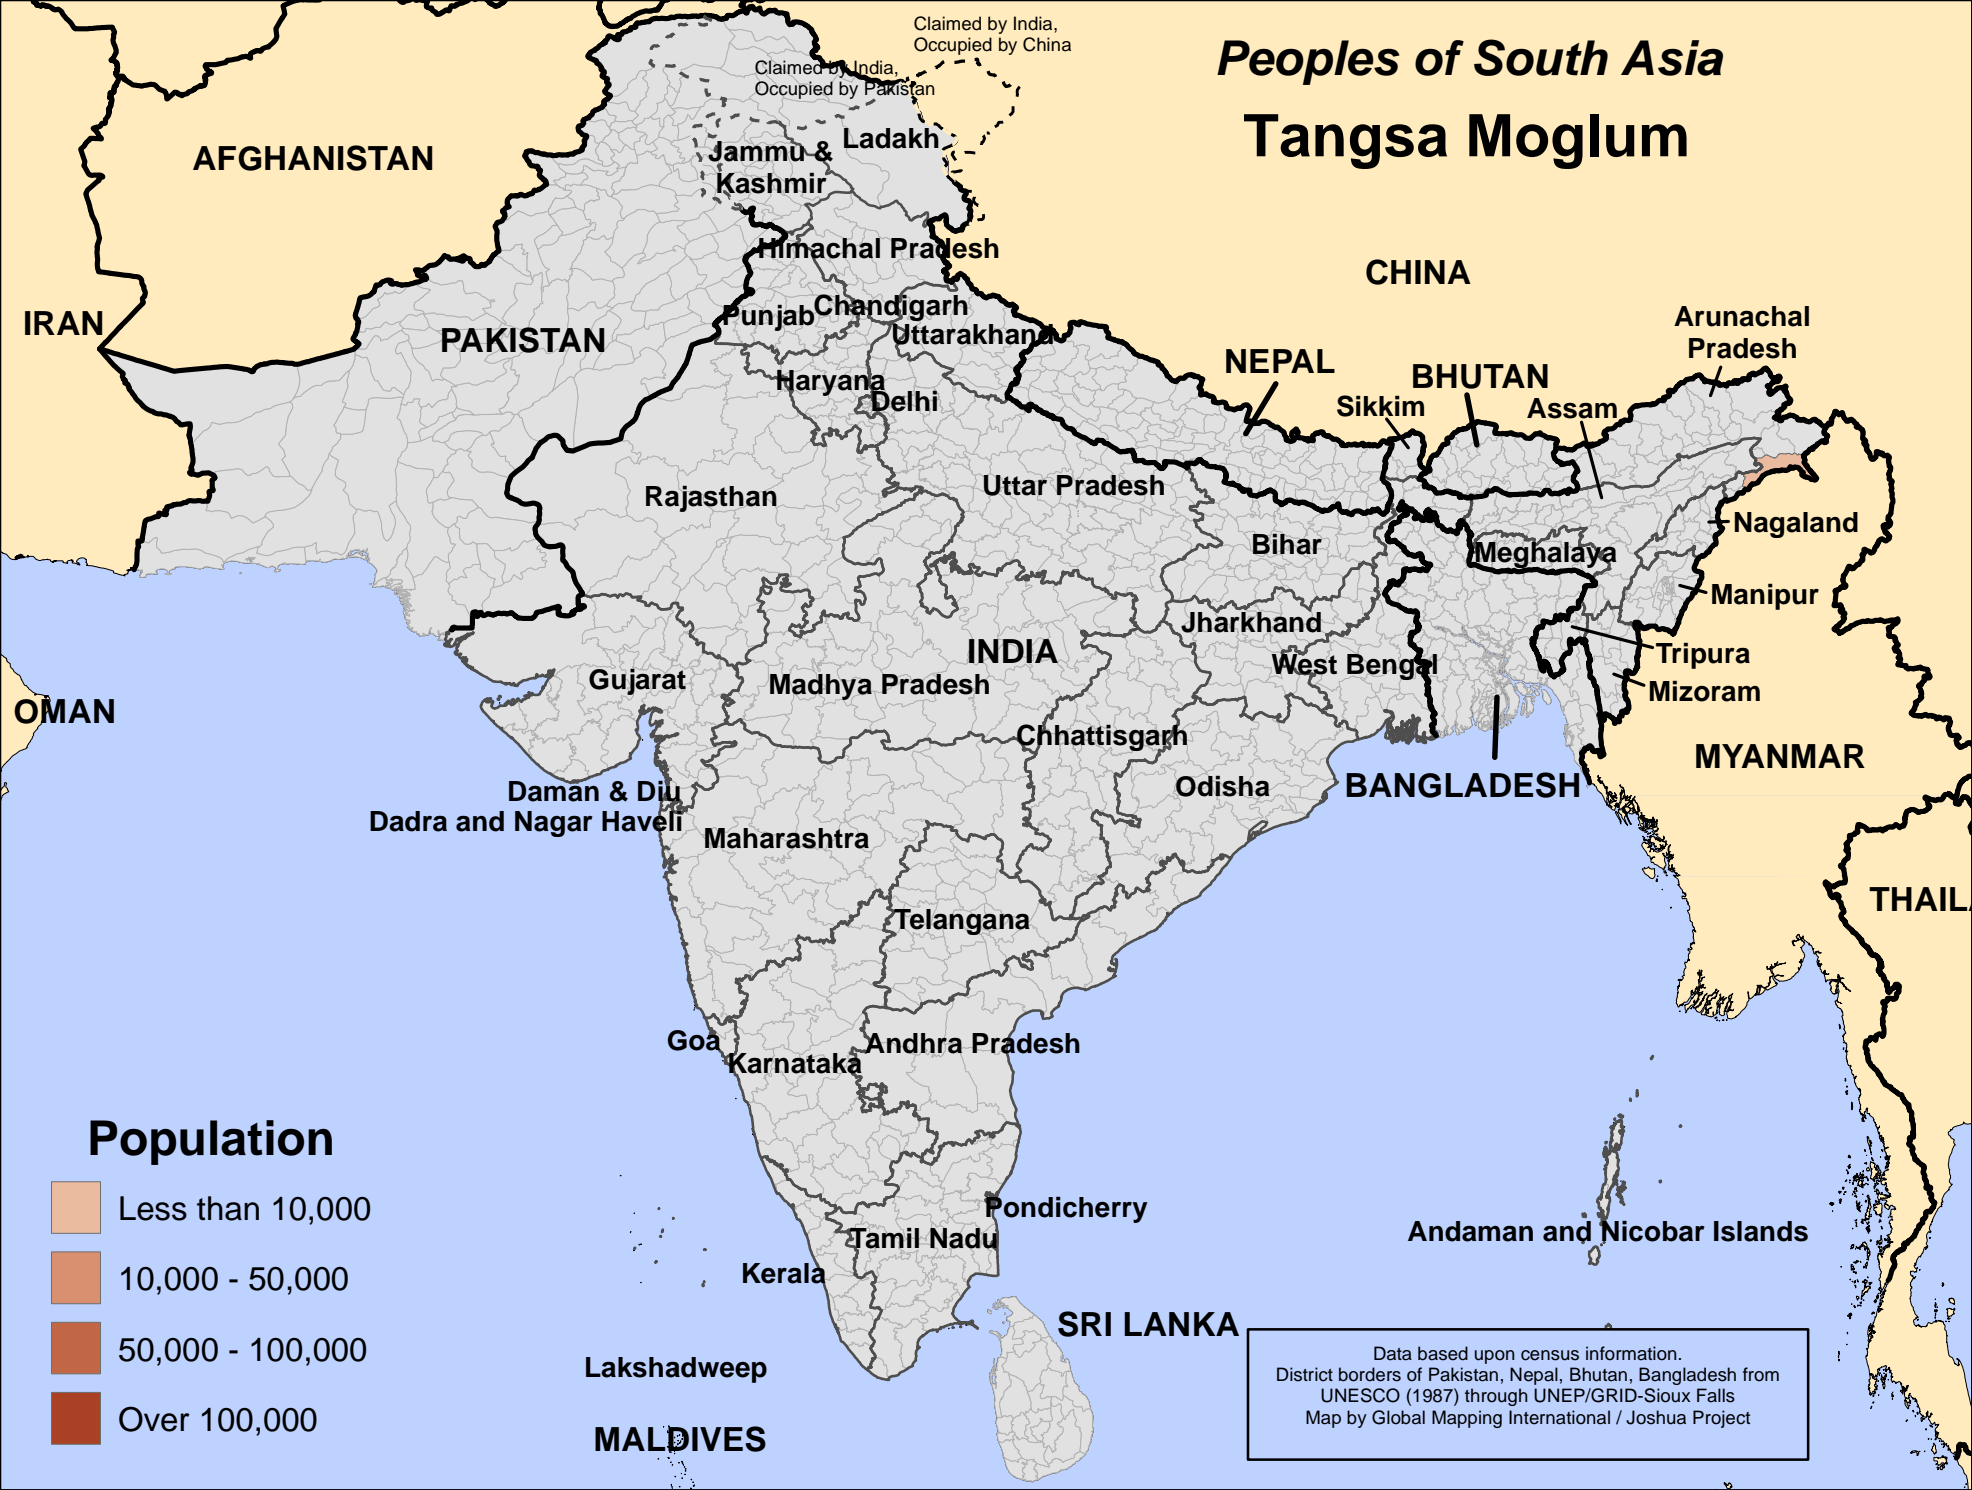 Claimed by India,
Occupied by China
Peoples of South Asia
Tangsa Moglum
Claimed by India,
Occupied by Pakistan
Ladakh
Jammu &
Kashmir
AFGHANISTAN
Himachal Pradesh
CHINA
Chandigarh
Punjab
Uttarakhand
IRAN
PAKISTAN
Arunachal
Pradesh
NEPAL
BHUTAN
Haryana
Delhi
Sikkim
Assam
Rajasthan
Uttar Pradesh
Nagaland
Bihar
Meghalaya
Manipur
Jharkhand
INDIA
Tripura
West Bengal
Gujarat
Madhya Pradesh
Mizoram
OMAN
Chhattisgarh
MYANMAR
Odisha
BANGLADESH
Daman & Diu
Dadra and Nagar Haveli
Maharashtra
THAILA
Telangana
Goa
Andhra Pradesh
Karnataka
Population
Less than 10,000
10,000 - 50,000
50,000 - 100,000
Over 100,000
Pondicherry
Tamil Nadu
Andaman and Nicobar Islands
Kerala
SRI LANKA
Lakshadweep
MALDIVES
Data based upon census information.
District borders of Pakistan, Nepal, Bhutan, Bangladesh from
UNESCO (1987) through UNEP/GRID-Sioux Falls
Map by Global Mapping International / Joshua Project